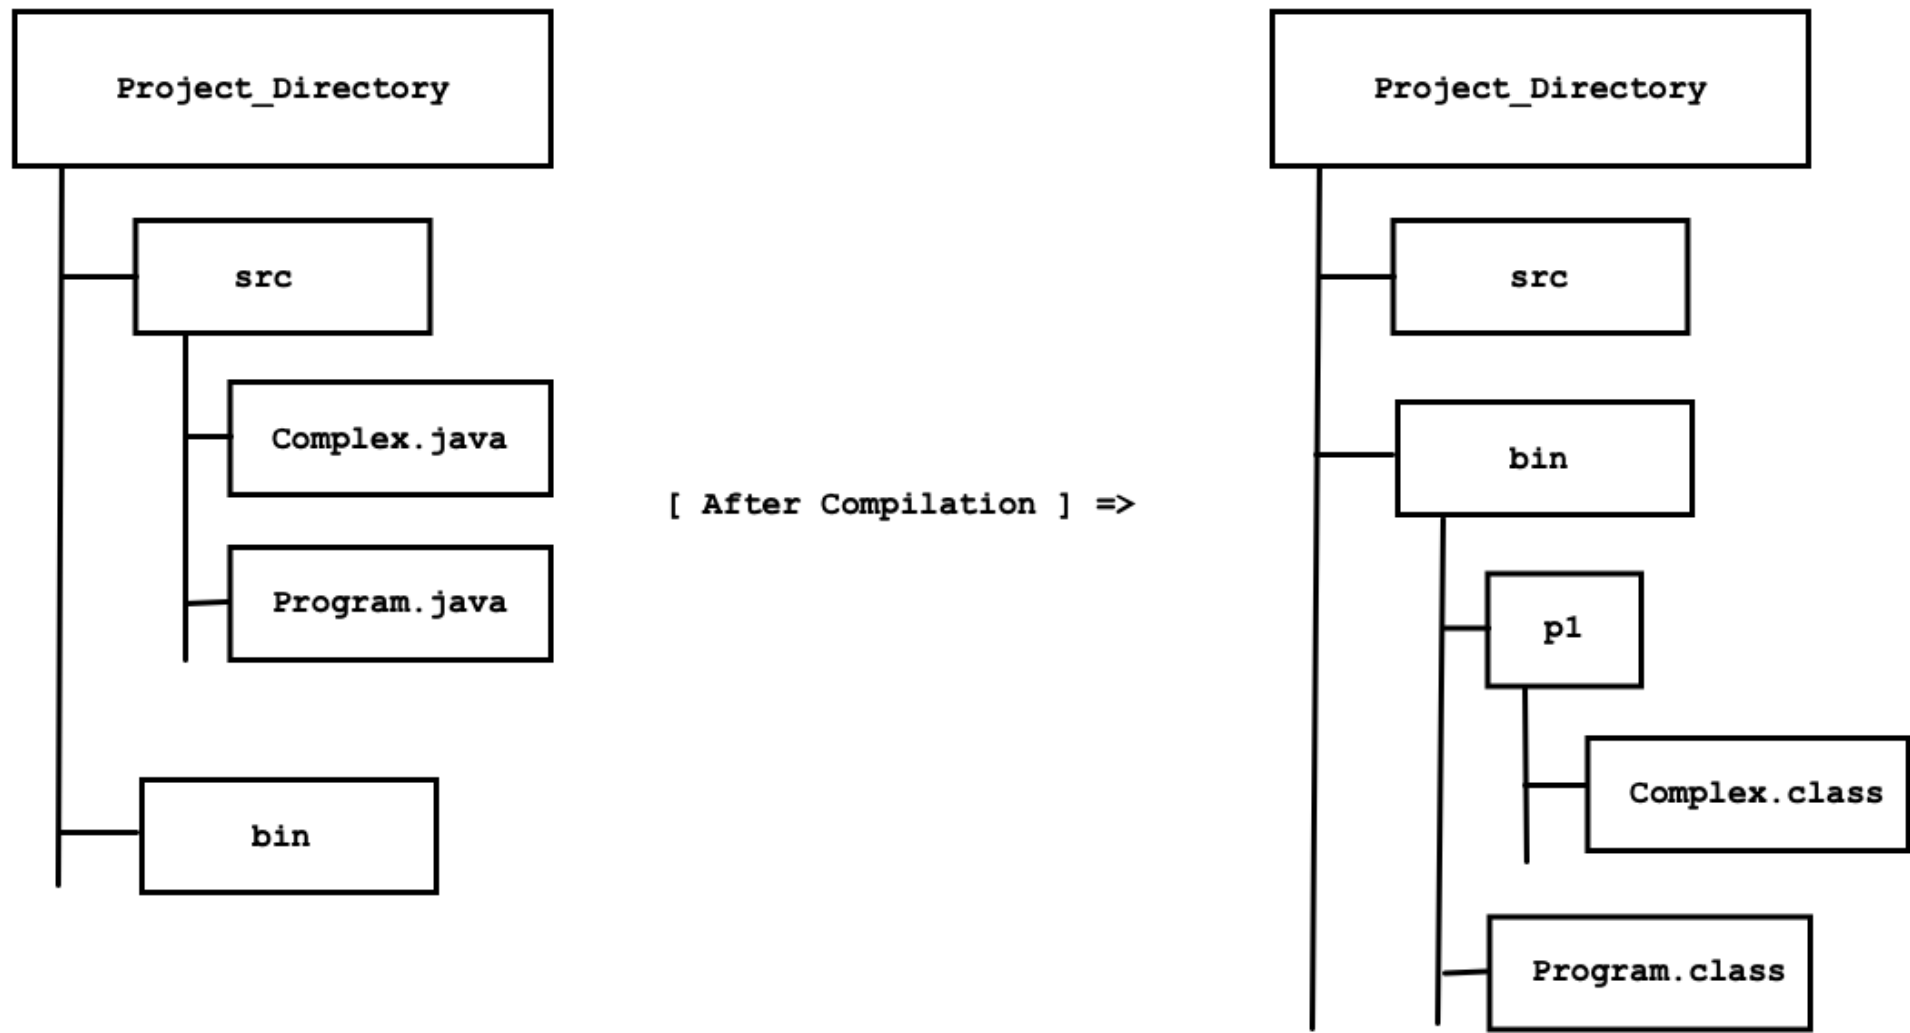 Project_Directory
src
Complex.java
Program.java
bin
[ After Compilation ] =>
Project_Directory
src
bin
p1
Complex.class
Program.class